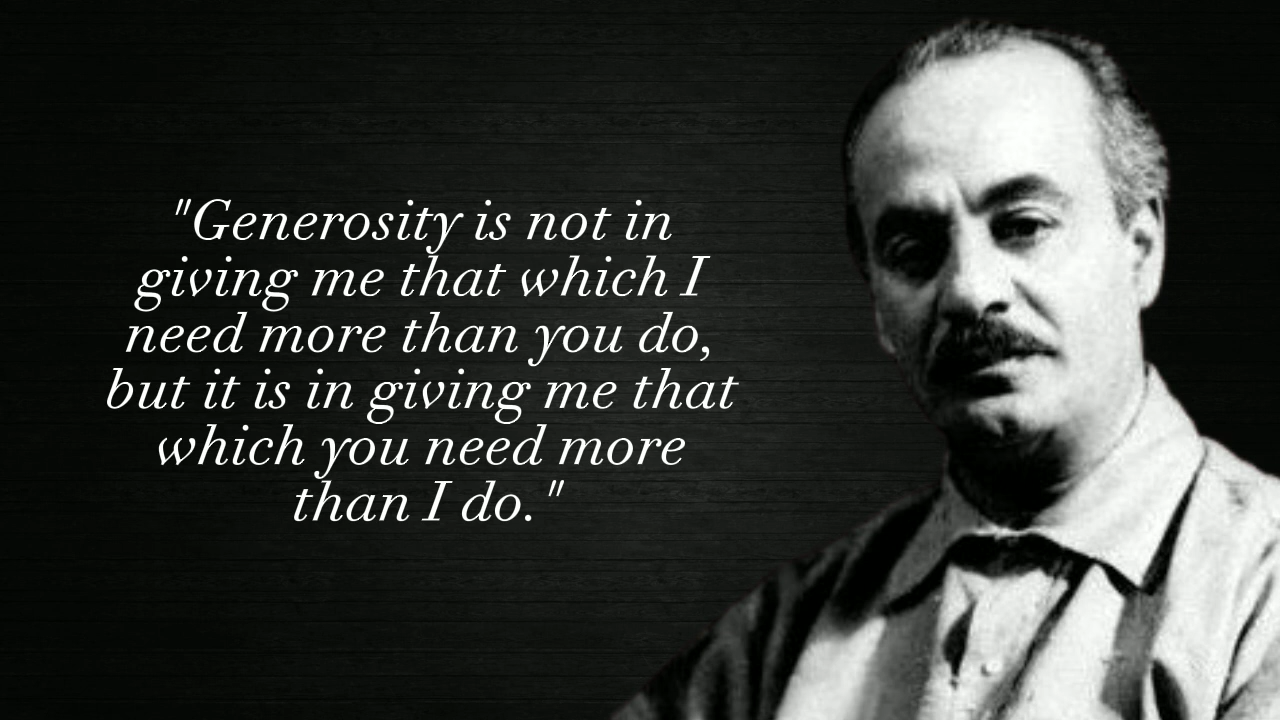 "Generosity is not in
giving me that which I
need more than you do,
but it is in giving me that
which you need more
than I do."